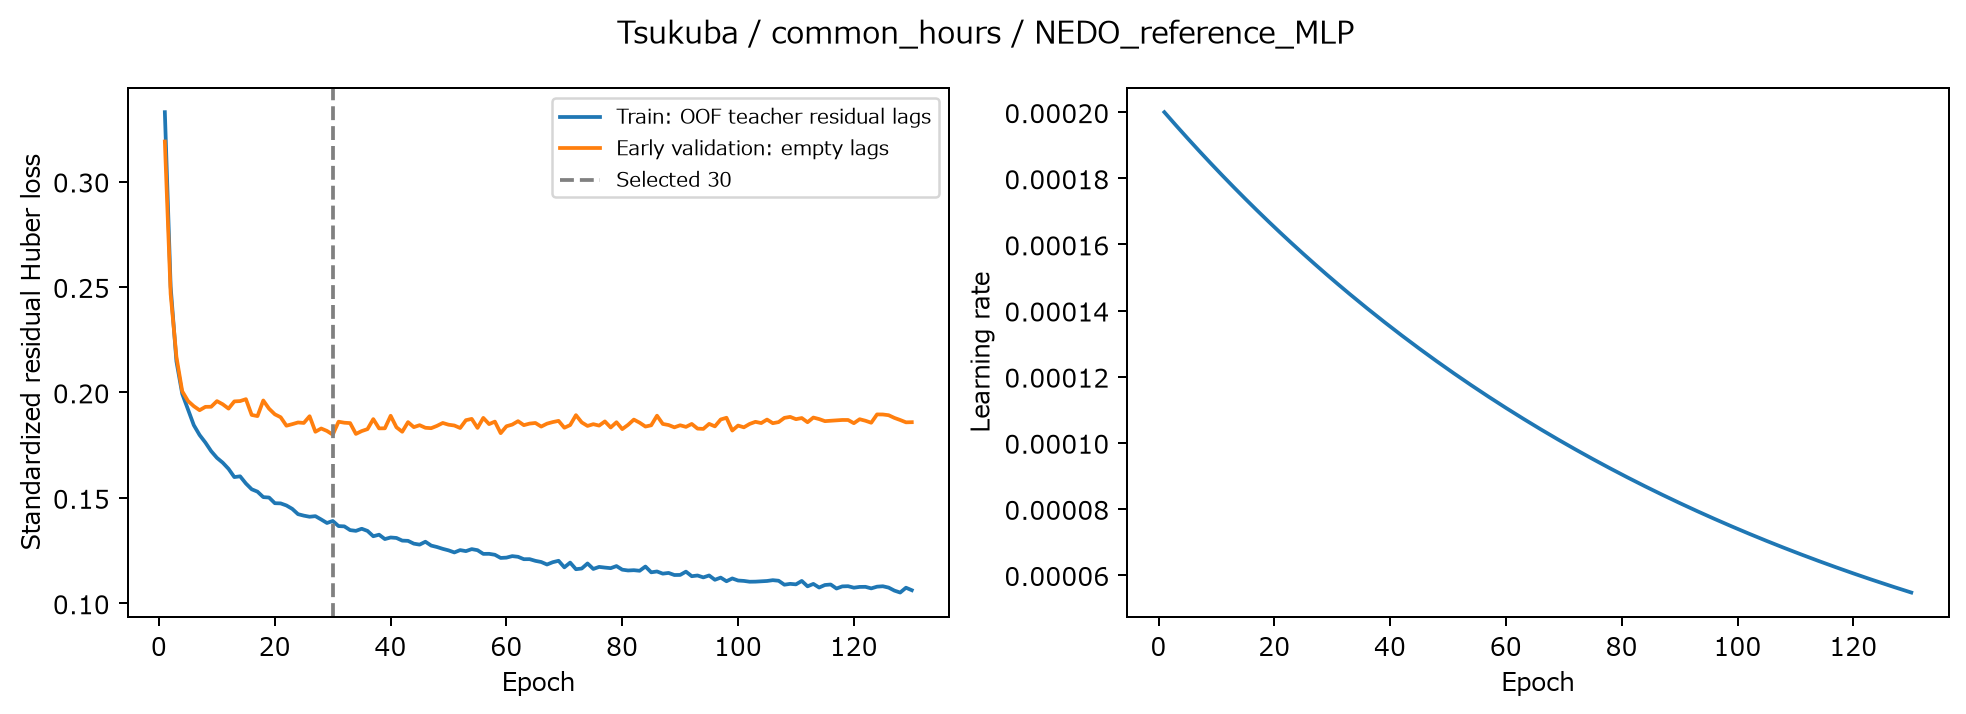 Tsukuba / common_hours / NEDO_reference_MLP
Standardized residual Huber loss
0.30
0.25
0.20
0.15
0.10
Train: OOF teacher residual lags
Early validation: empty lags
Selected 30
0 20 40 60 80 100 120
Epoch
Learning rate
0.00020
0.00018
0.00016
0.00014
0.00012
0.00010
0.00008
0.00006
0 20 40 60 80 100 120
Epoch